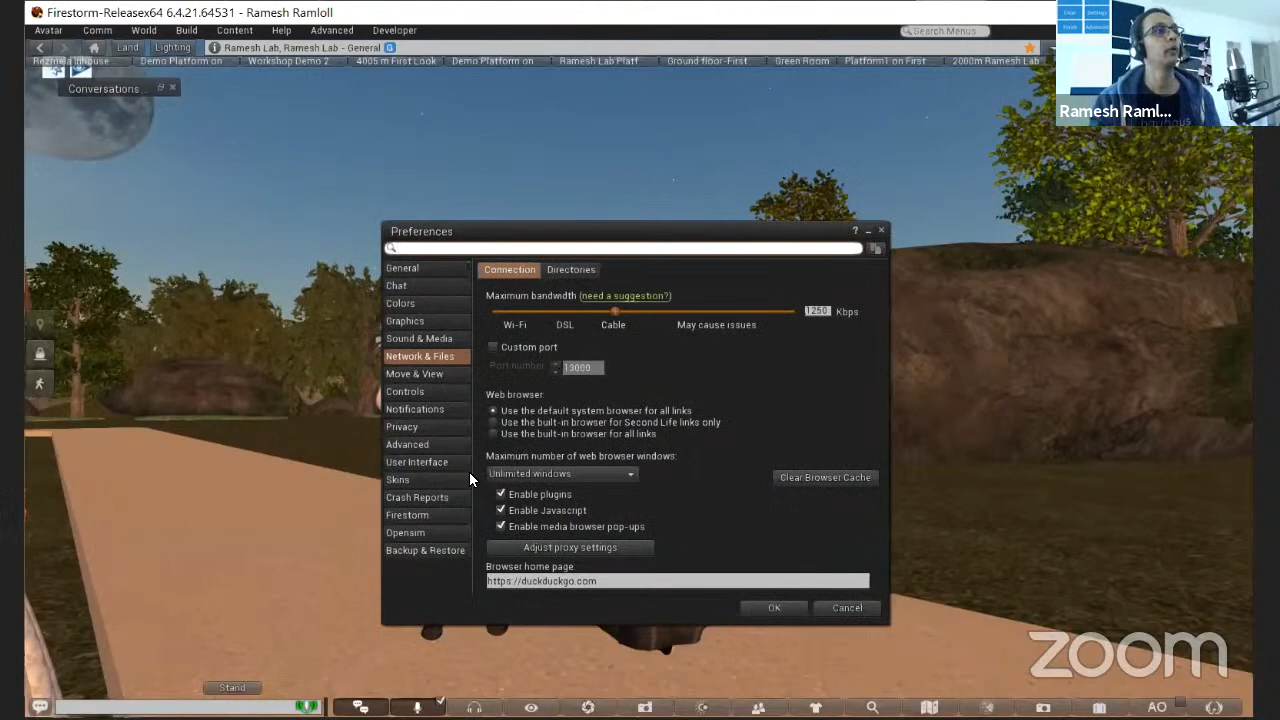 Firestorm-Releasex64 6.4.21.64531 - Ramesh Ramloll
Avatar Comm World Build Content Help Advanced Developer Search Menus
Land Lighting Ramesh Lab, Ramesh Lab - General G
Demo Platform on Workshop Demo 2 4005 m First Look Demo Platform on Ramesh Lab Platf Ground floor-First Green Room Platform1 on First 2000m Ramesh Lab
Conversations
Ramesh Raml...
Preferences
General
Chat
Colors
Graphics
Sound & Media
Network & Files
Move & View
Controls
Notifications
Privacy
Advanced
User Interface
Skins
Crash Reports
Firestorm
Opensim
Backup & Restore
Connection Directories
Maximum bandwidth (need a suggestion?)
1250 Kbps
Wi-Fi DSL Cable May cause issues
Custom port
Port number: 13000
Web browser:
Use the default system browser for all links
Use the built-in browser for Second Life links only
Use the built-in browser for all links
Maximum number of web browser windows:
Unlimited windows
Clear Browser Cache
Enable plugins
Enable Javascript
Enable media browser pop-ups
Adjust proxy settings
Browser home page:
https://duckduckgo.com
OK Cancel
zoom
Stand
AO